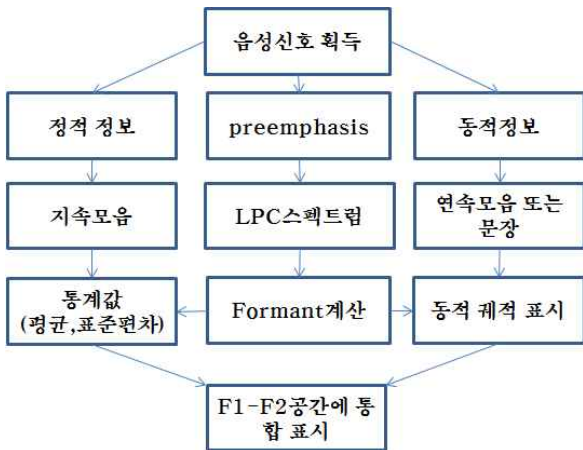 음성신호 획득
정적 정보
preemphasis
동적정보
지속모음
LPC스펙트럼
연속모음 또는
문장
통계값
(평균,표준편차)
Formant계산
동적 궤적 표시
F1-F2공간에 통
합 표시